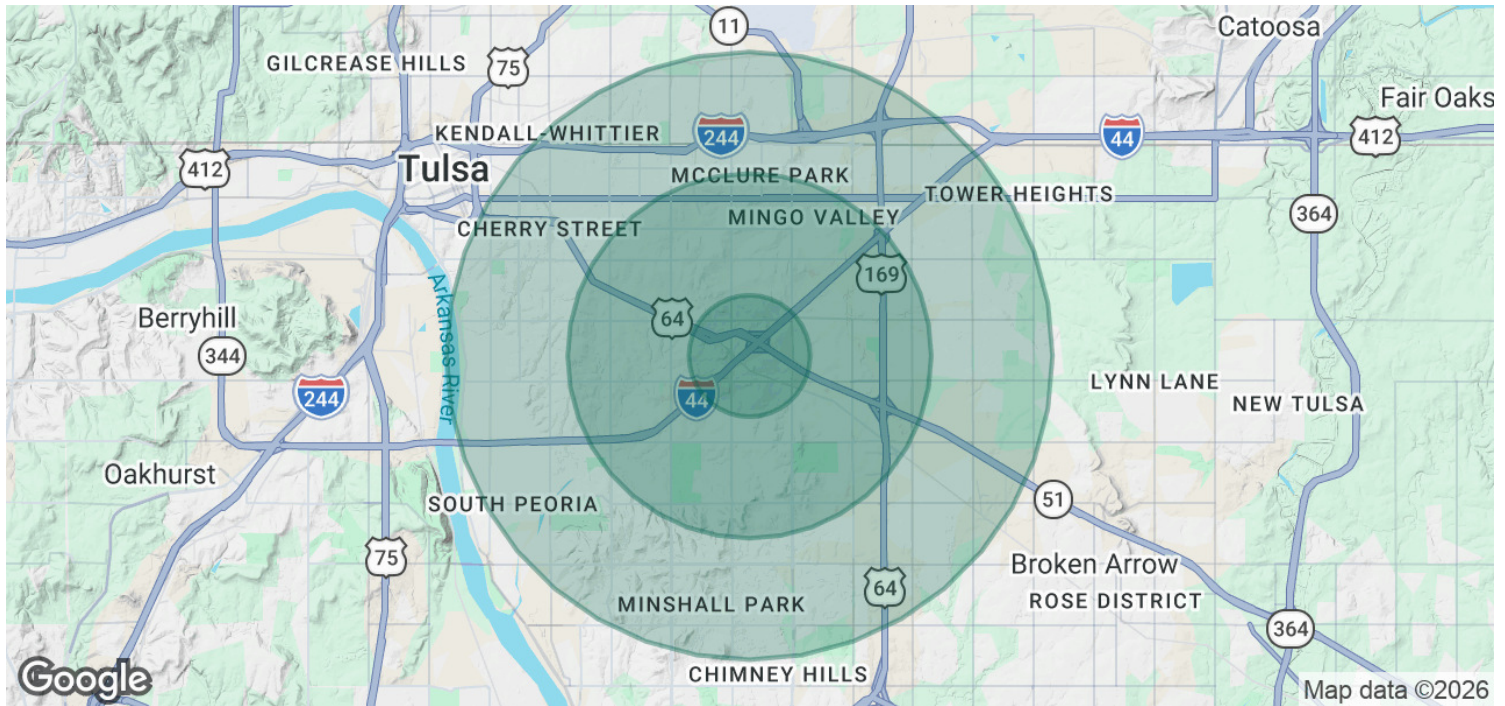 11
Catoosa
GILCREASE HILLS
75
Fair Oaks
KENDALL-WHITTIER
244
44
412
412
Tulsa
MCCLURE PARK
TOWER HEIGHTS
364
CHERRY STREET
MINGO VALLEY
169
Arkansas River
Berryhill
64
344
LYNN LANE
244
44
NEW TULSA
Oakhurst
SOUTH PEORIA
51
75
Broken Arrow
64
MINSHALL PARK
ROSE DISTRICT
364
CHIMNEY HILLS
Google
Map data ©2026